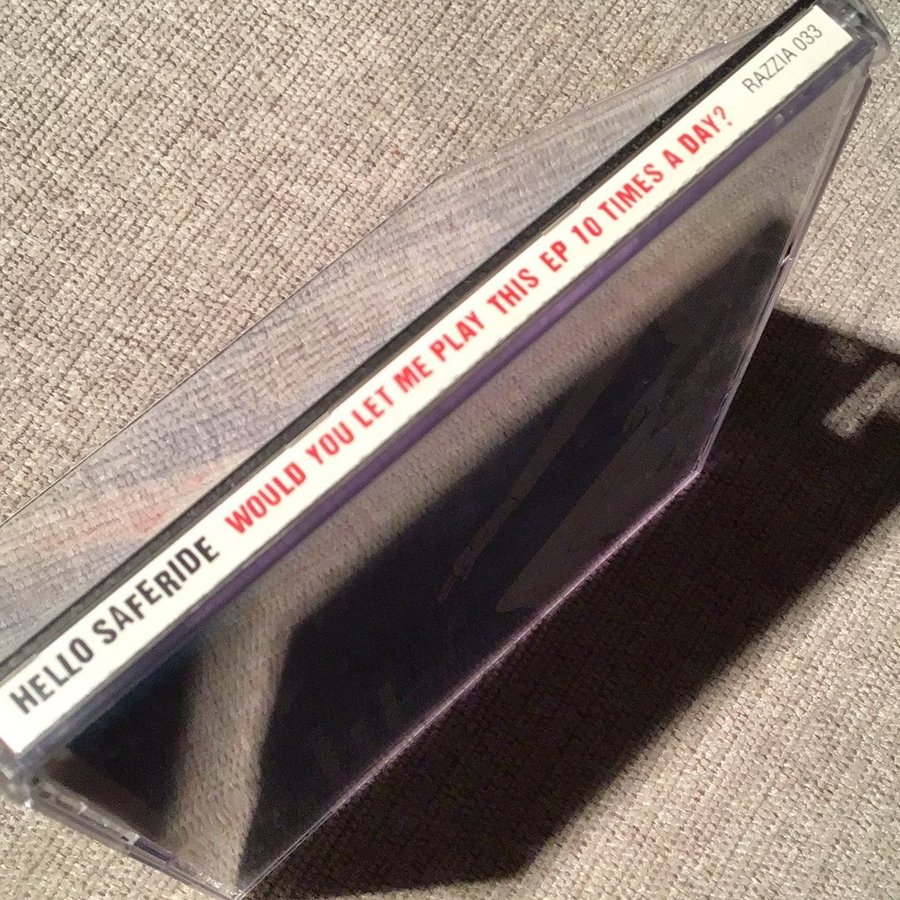 HELLO SAFERIDE WOULD YOU LET ME PLAY THIS EP 10 TIMES A DAY? RAZZIA 033